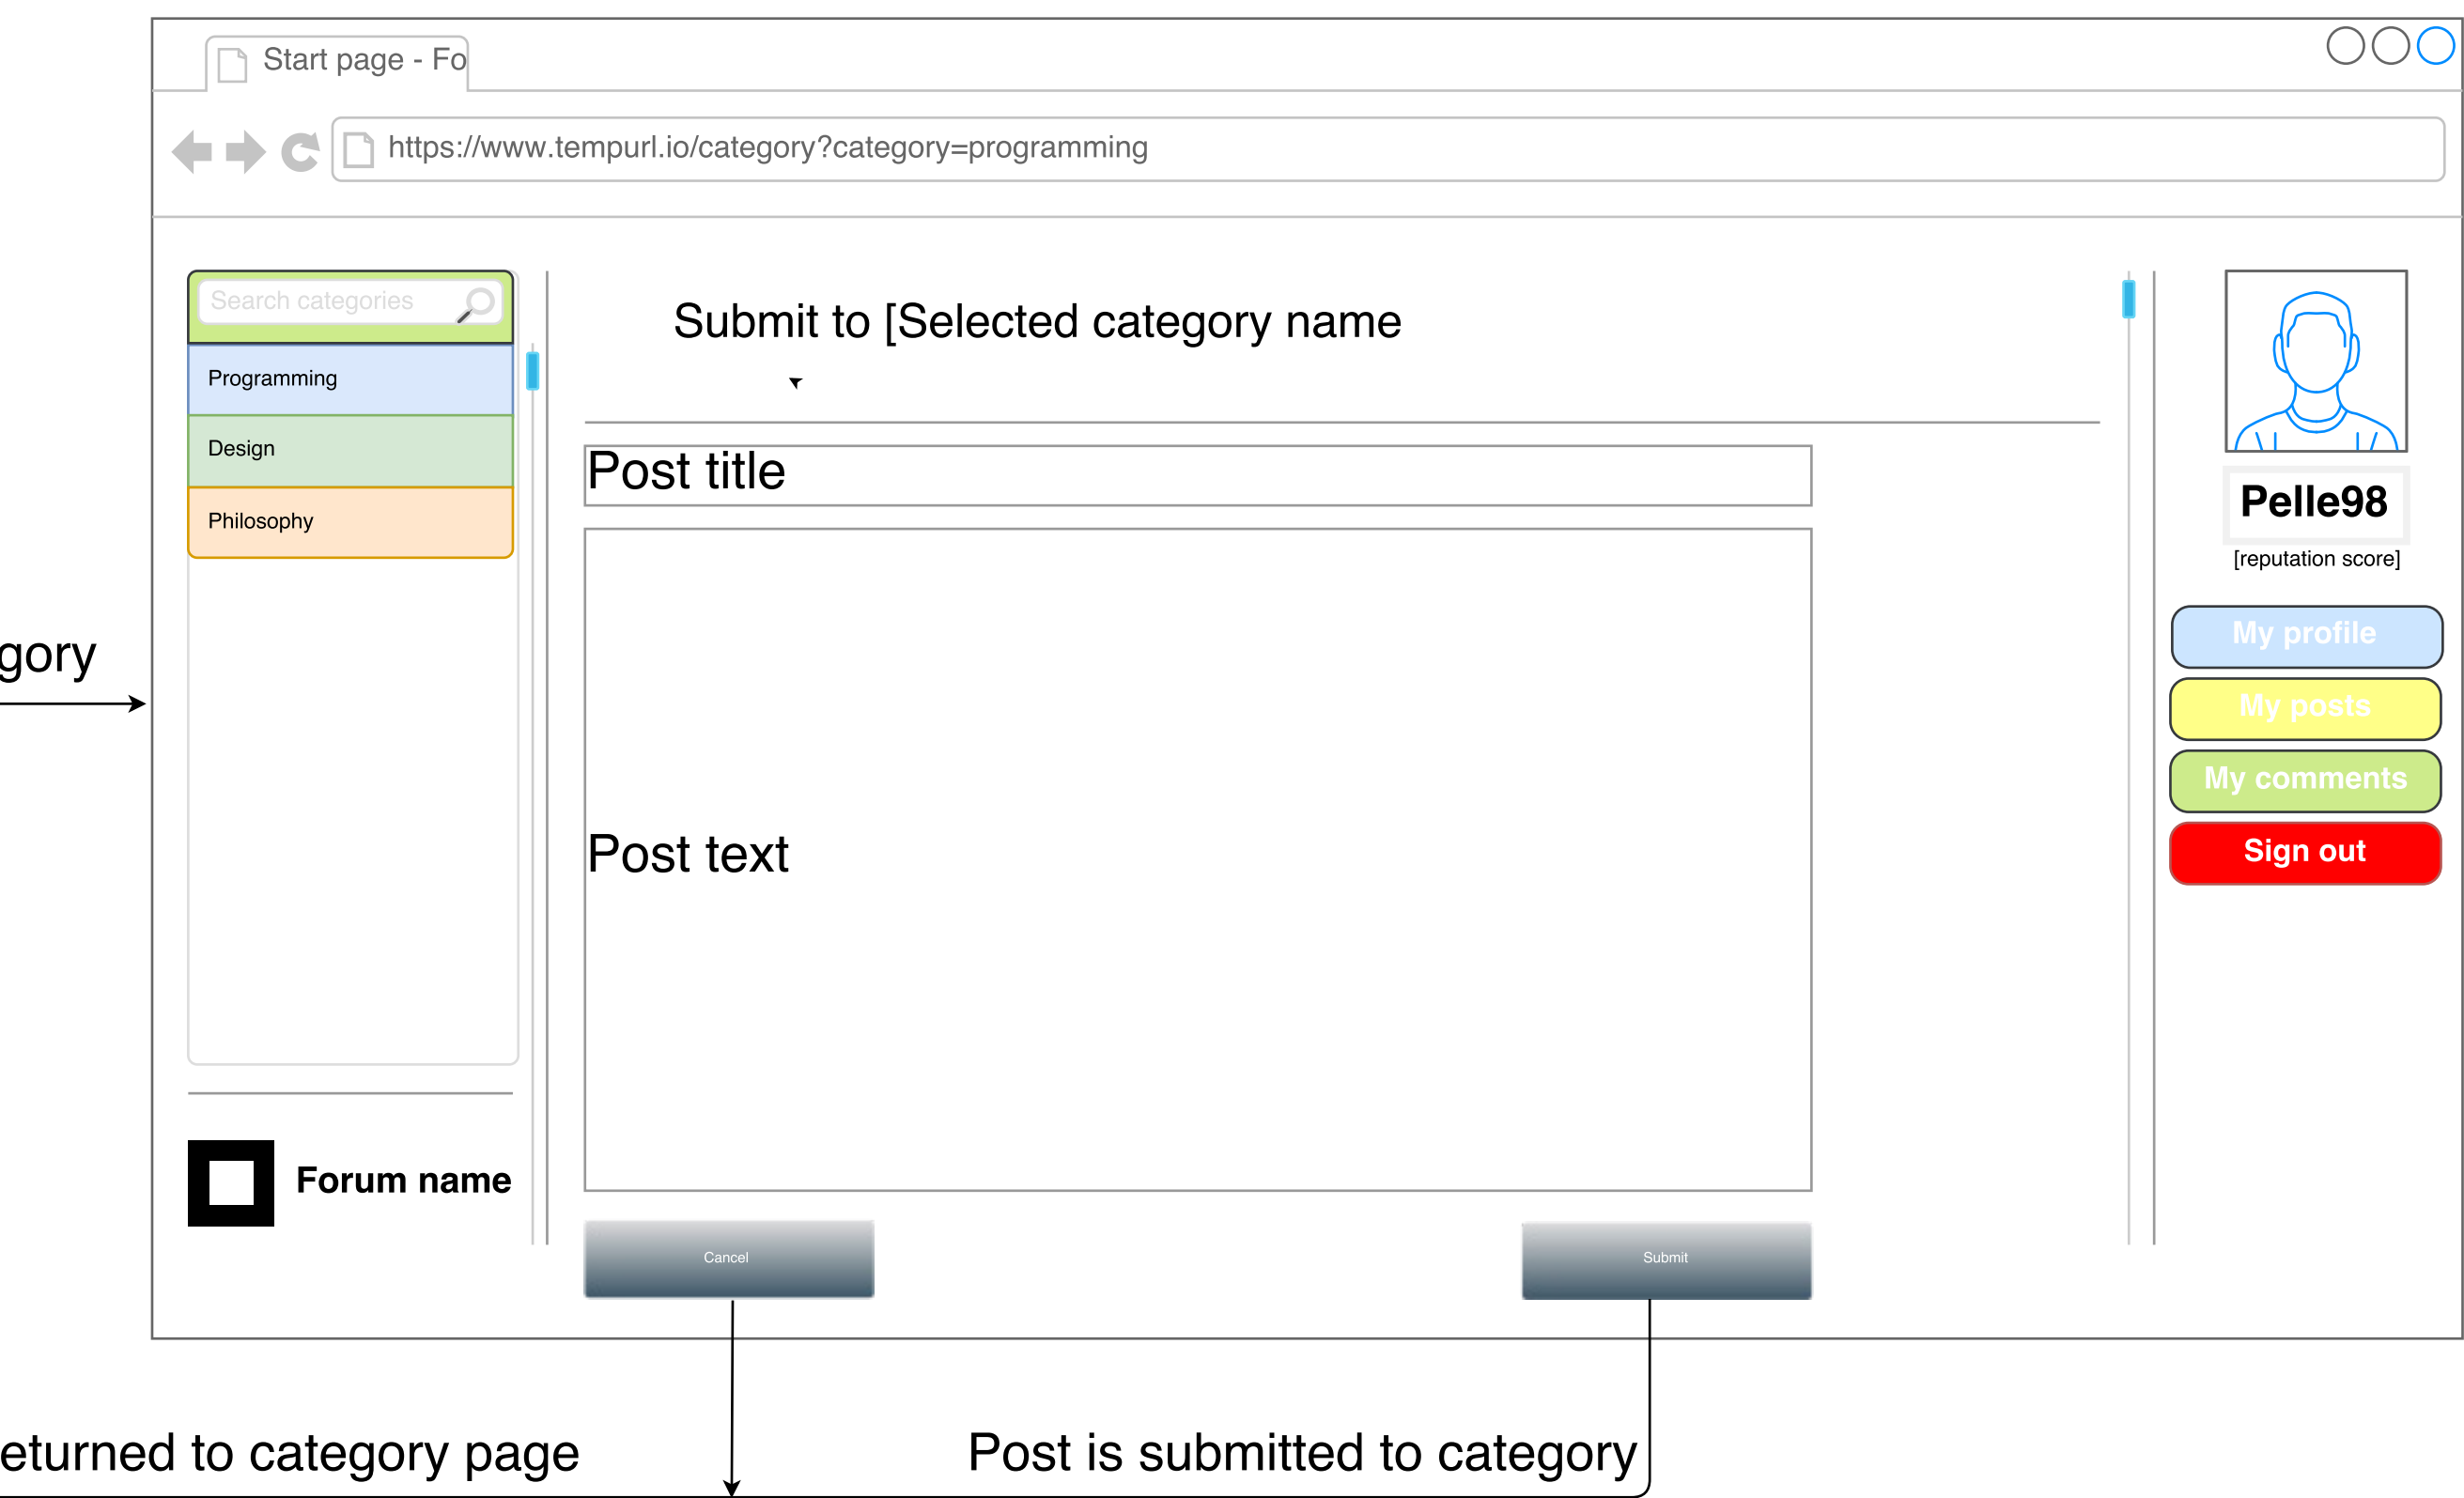 Start page - Fo
https://www.tempurl.io/category?category=programming
Search categories
Programming
Design
Philosophy
Forum name
Submit to [Selected category name
Post title
Post text
Cancel
Submit
Pelle98
[reputation score]
My profile
My posts
My comments
Sign out
gory
eturned to category page
Post is submitted to category